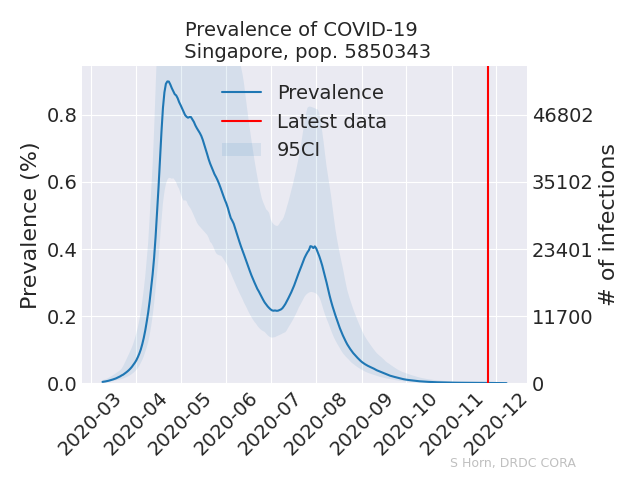 Prevalence of COVID-19
Singapore, pop. 5850343
Prevalence
Latest data
95CI
Prevalence (%)
0.8
0.6
0.4
0.2
0.0
46802
35102
23401
11700
0
# of infections
2020-03
2020-04
2020-05
2020-06
2020-07
2020-08
2020-09
2020-10
2020-11
2020-12
S Horn, DRDC CORA